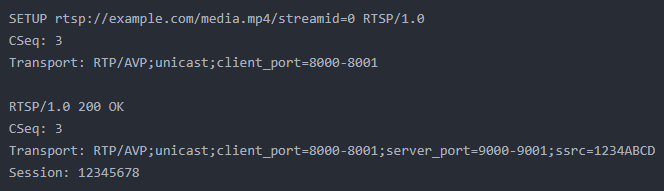 SETUP rtsp://example.com/media.mp4/streamid=0 RTSP/1.0
CSeq: 3
Transport: RTP/AVP;unicast;client_port=8000-8001
RTSP/1.0 200 OK
CSeq: 3
Transport: RTP/AVP;unicast;client_port=8000-8001;server_port=9000-9001;ssrc=1234ABCD
Session: 12345678